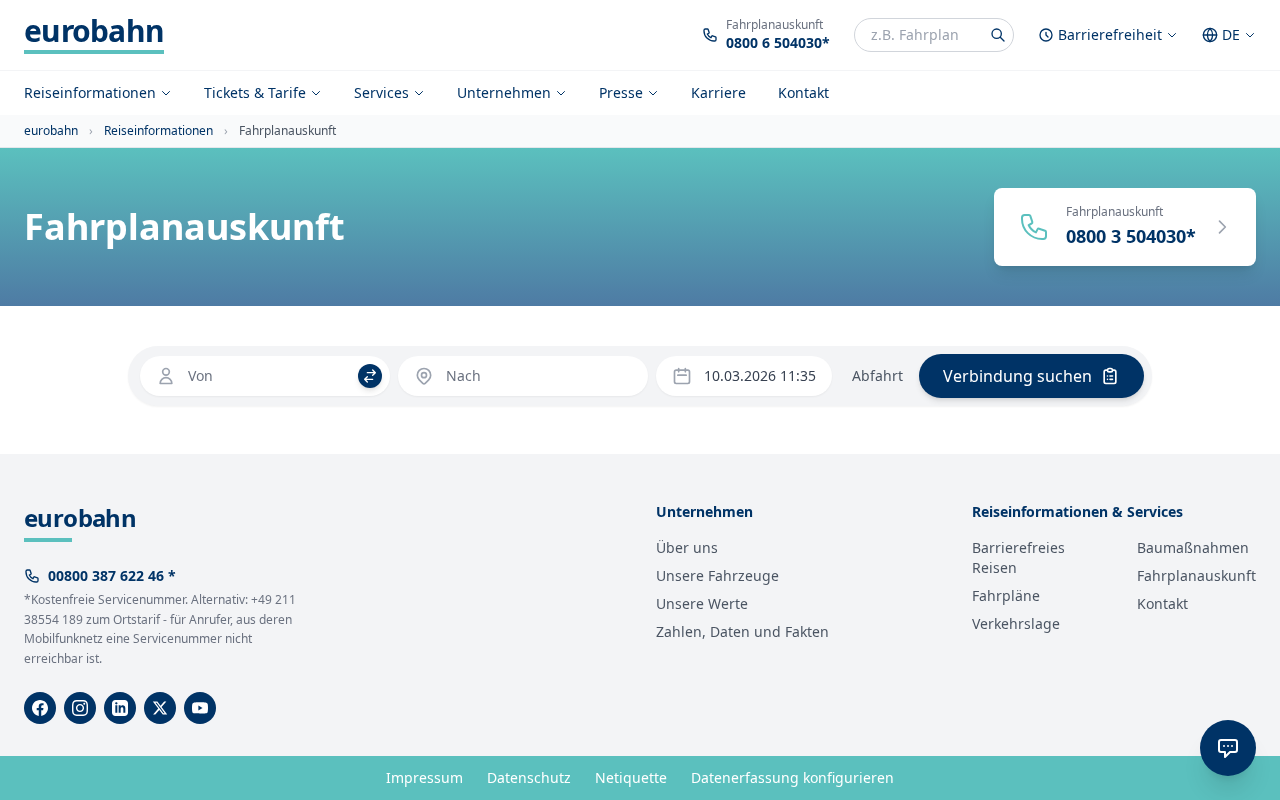 eurobahn
Fahrplanauskunft
0800 6 504030*
z.B. Fahrplan
Barrierefreiheit
DE
Reiseinformationen
Tickets & Tarife
Services
Unternehmen
Presse
Karriere
Kontakt
eurobahn › Reiseinformationen › Fahrplanauskunft
Fahrplanauskunft
Fahrplanauskunft
0800 3 504030*
Von
Nach
10.03.2026 11:35
Abfahrt
Verbindung suchen
eurobahn
00800 387 622 46 *
*Kostenfreie Servicenummer. Alternativ: +49 211
38554 189 zum Ortstarif - für Anrufer, aus deren
Mobilfunknetz eine Servicenummer nicht
erreichbar ist.
Unternehmen
Über uns
Unsere Fahrzeuge
Unsere Werte
Zahlen, Daten und Fakten
Reiseinformationen & Services
Barrierefreies
Reisen
Fahrpläne
Verkehrslage
Baumaßnahmen
Fahrplanauskunft
Kontakt
Impressum
Datenschutz
Netiquette
Datenerfassung konfigurieren